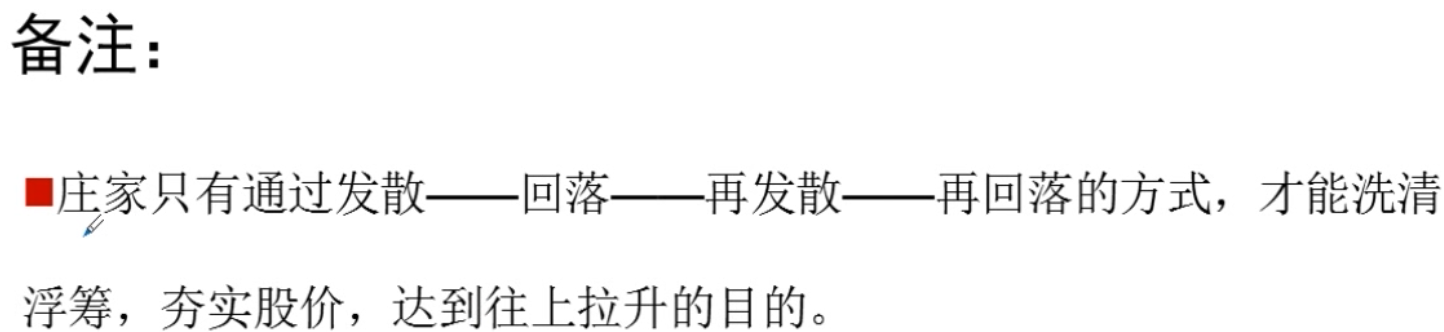 备注：
■庄家只有通过发散——回落——再发散——再回落的方式，才能洗清
浮筹，夯实股价，达到往上拉升的目的。